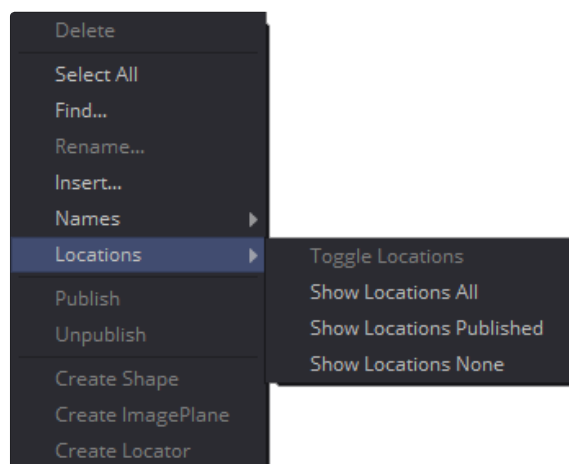 Delete
Select All
Find...
Rename...
Insert...
Names
Locations
Toggle Locations
Show Locations All
Show Locations Published
Show Locations None
Publish
Unpublish
Create Shape
Create ImagePlane
Create Locator